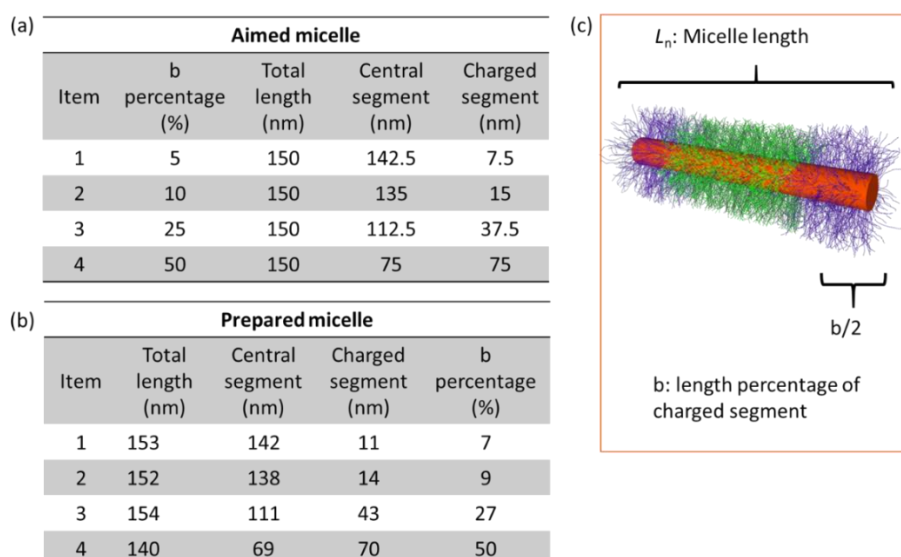 (a)
Aimed micelle
Item b percentage (%) Total length (nm) Central segment (nm) Charged segment (nm)
1 5 150 142.5 7.5
2 10 150 135 15
3 25 150 112.5 37.5
4 50 150 75 75
(b)
Prepared micelle
Item Total length (nm) Central segment (nm) Charged segment (nm) b percentage (%)
1 153 142 11 7
2 152 138 14 9
3 154 111 43 27
4 140 69 70 50
(c)
Ln: Micelle length
b/2
b: length percentage of
charged segment